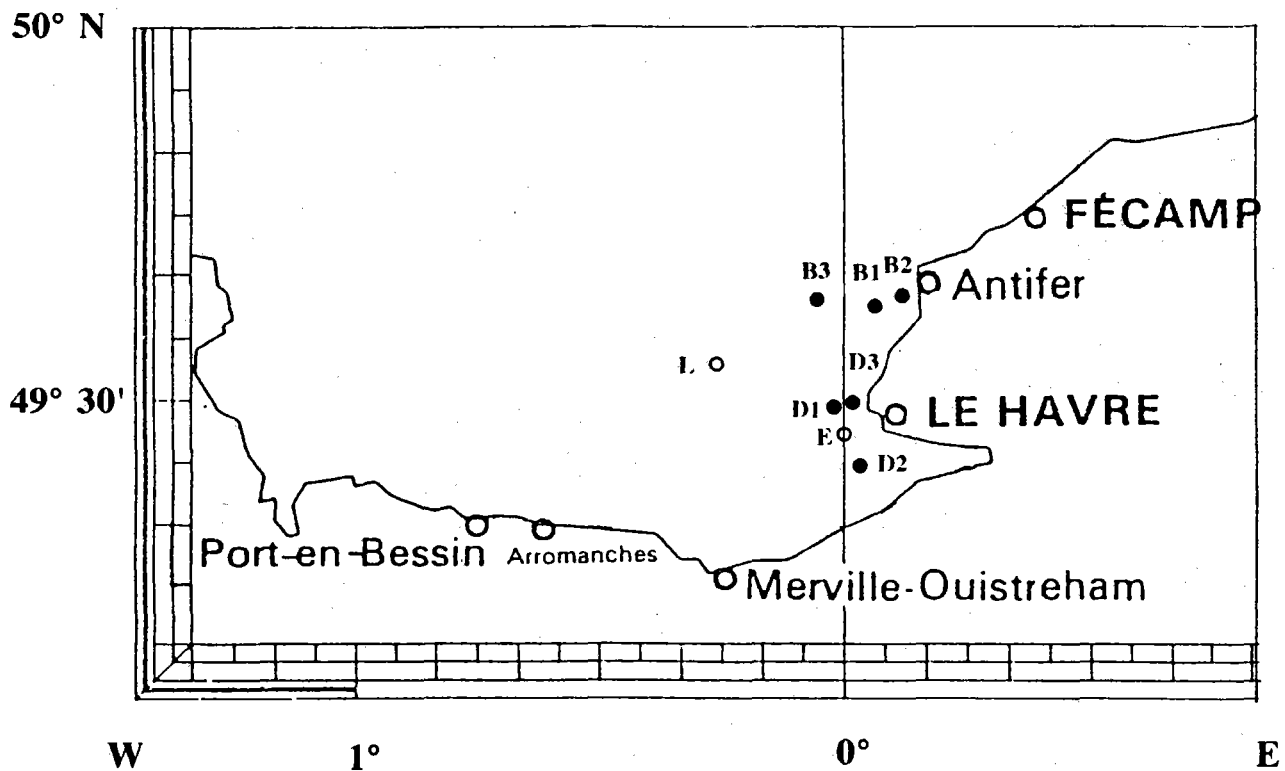 50° N
FÉCAMP
B3 B1 B2
Antifer
L
D3
49° 30'
D1
LE HAVRE
E
D2
Port-en-Bessin
Arromanches
Merville-Ouistreham
W 1° 0° E